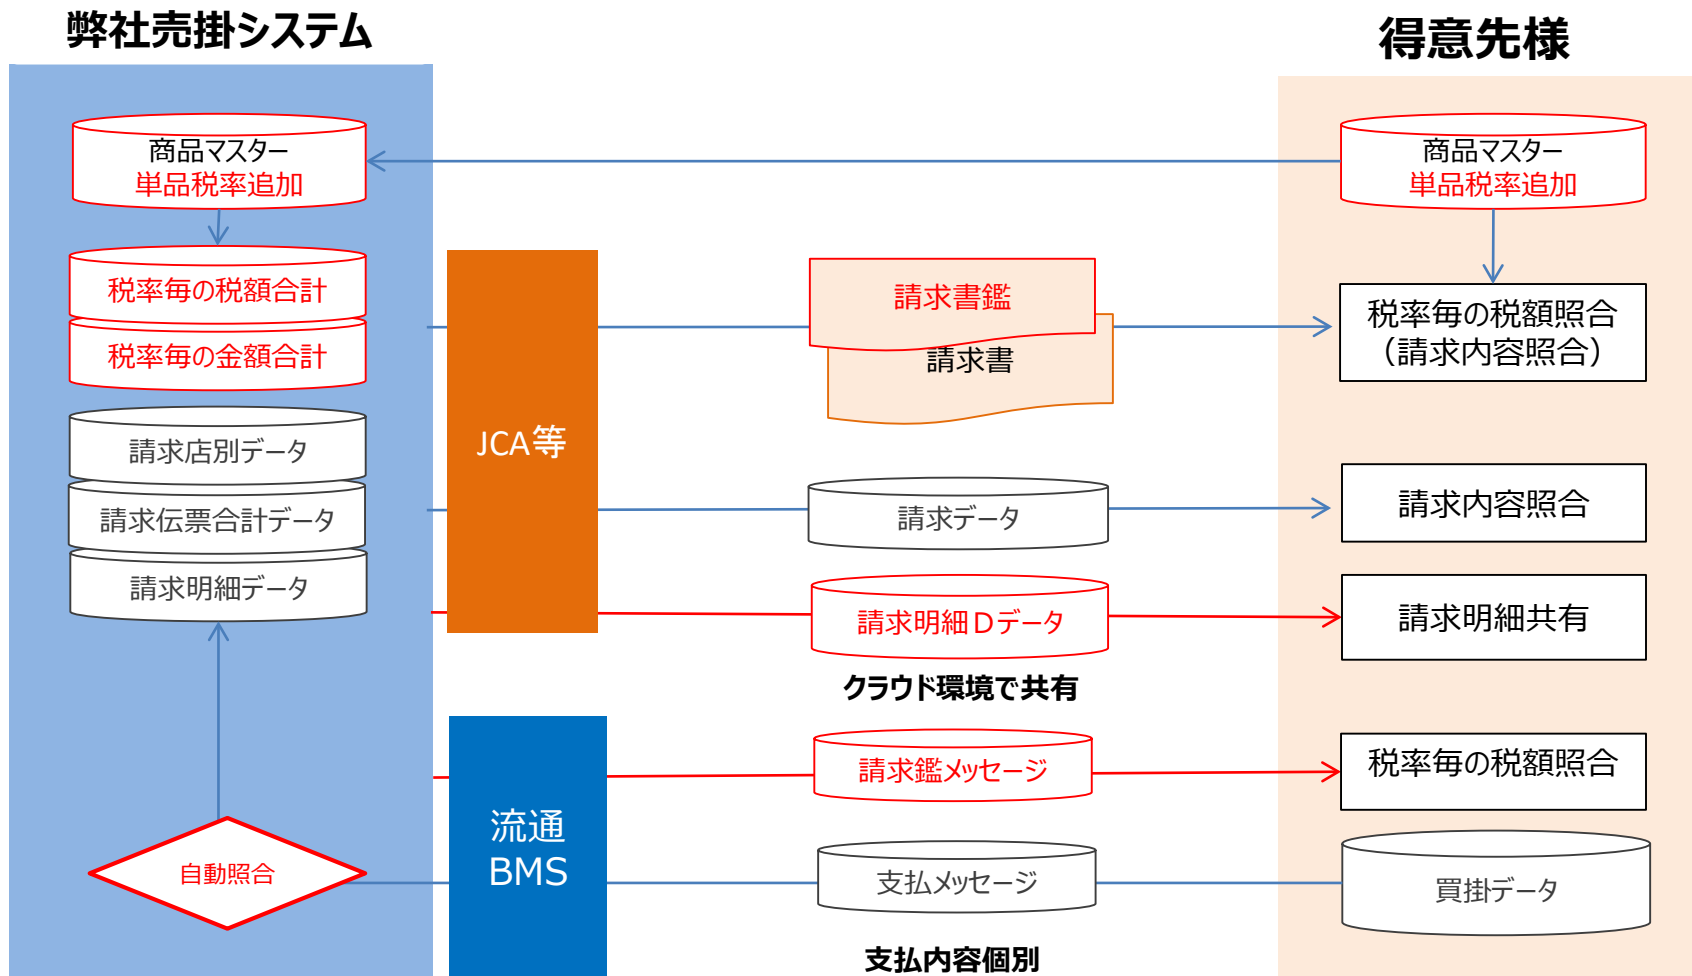 弊社売掛システム
得意先様
商品マスター
単品税率追加
商品マスター
単品税率追加
税率毎の税額合計
税率毎の金額合計
請求書鑑
請求書
税率毎の税額照合
（請求内容照合）
JCA等
請求店別データ
請求伝票合計データ
請求明細データ
請求データ
請求内容照合
請求明細Ｄデータ
請求明細共有
クラウド環境で共有
請求鑑メッセージ
税率毎の税額照合
流通
BMS
自動照合
支払メッセージ
買掛データ
支払内容個別